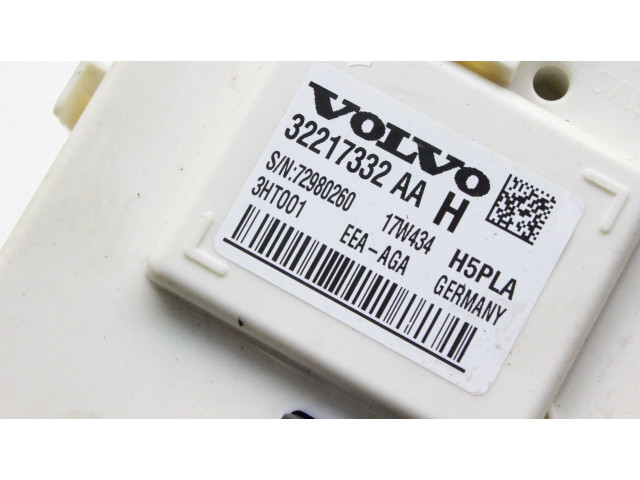 VOLVO
32217332 AA H
S/N:72980260 17W434 H5PLA
3HT001 EEA-AGA GERMANY